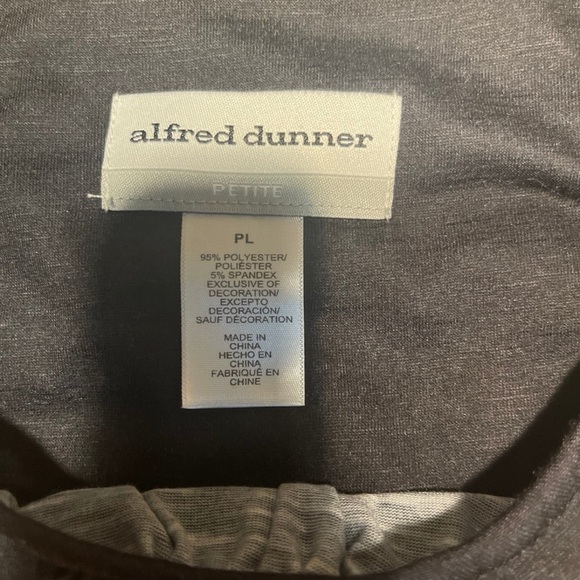 alfred dunner
PETITE
PL
95% POLYESTER/
POLIÉSTER
5% SPANDEX
EXCLUSIVE OF
DECORATION/
EXCEPTO
DECORACIÓN/
SAUF DÉCORATION
MADE IN
CHINA
HECHO EN
CHINA
FABRIQUÉ EN
CHINE